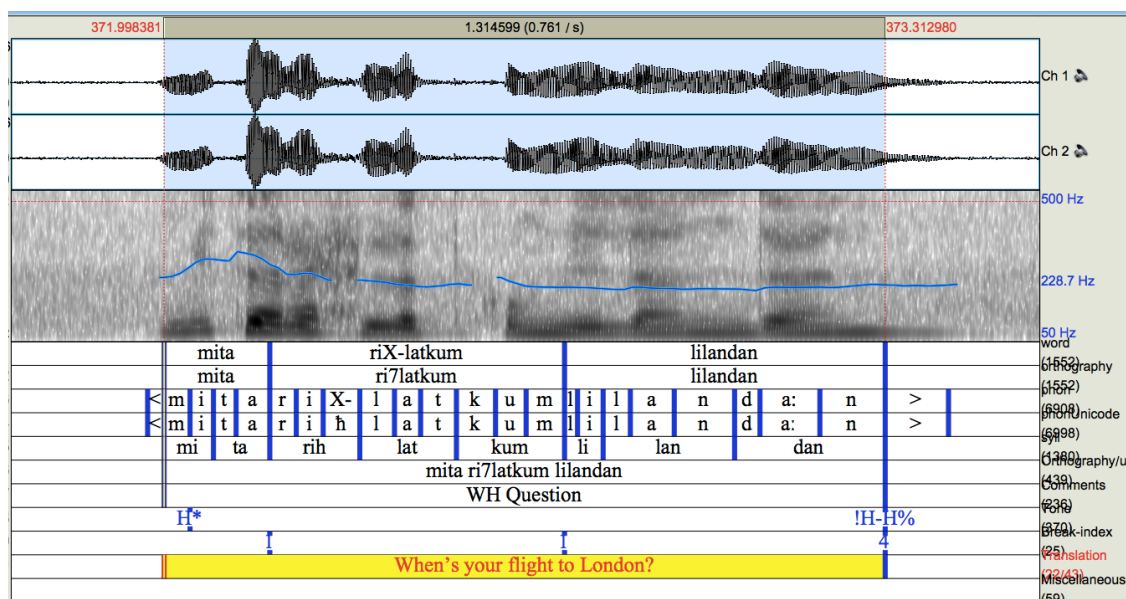 371.998381 1.314599 (0.761 / s) 373.312980
Ch 1
Ch 2
500 Hz
228.7 Hz
50 Hz
mita riX-latkum lilandan word
(1552)
mita ri7latkum lilandan orthography
(1552)
< m i t a r i X- l a t k u m l i l a n d a: n > phon
(6908)
< m i t a r i ħ l a t k u m l i l a n d a: n > phonUnicode
(6998)
mi ta rih lat kum li lan dan syll
(1380)
mita ri7latkum lilandan Orthography/u
(439)
WH Question Comments
(236)
H* !H-H% Tone
(370)
1 1 4 Break-index
(25)
When's your flight to London? Translation
(22/43)
Miscellaneous
(59)